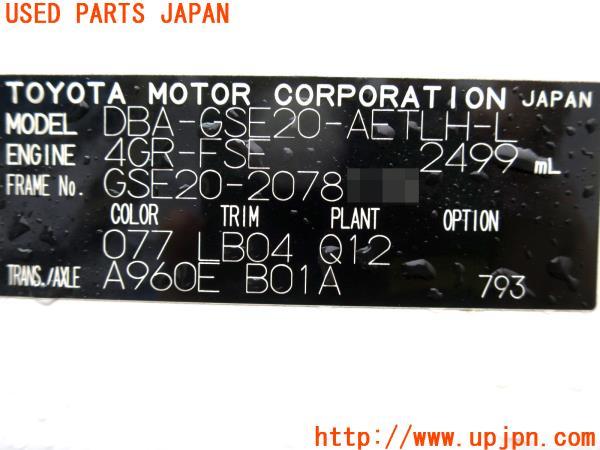 USED PARTS JAPAN
TOYOTA MOTOR CORPORATION JAPAN
MODEL DBA-GSE20-AETLH-L
ENGINE 4GR-FSE 2499 mL
FRAME No. GSE20-2078
COLOR TRIM PLANT OPTION
077 LB04 Q12
TRANS./AXLE A960E B01A 793
http://www.upjpn.com/